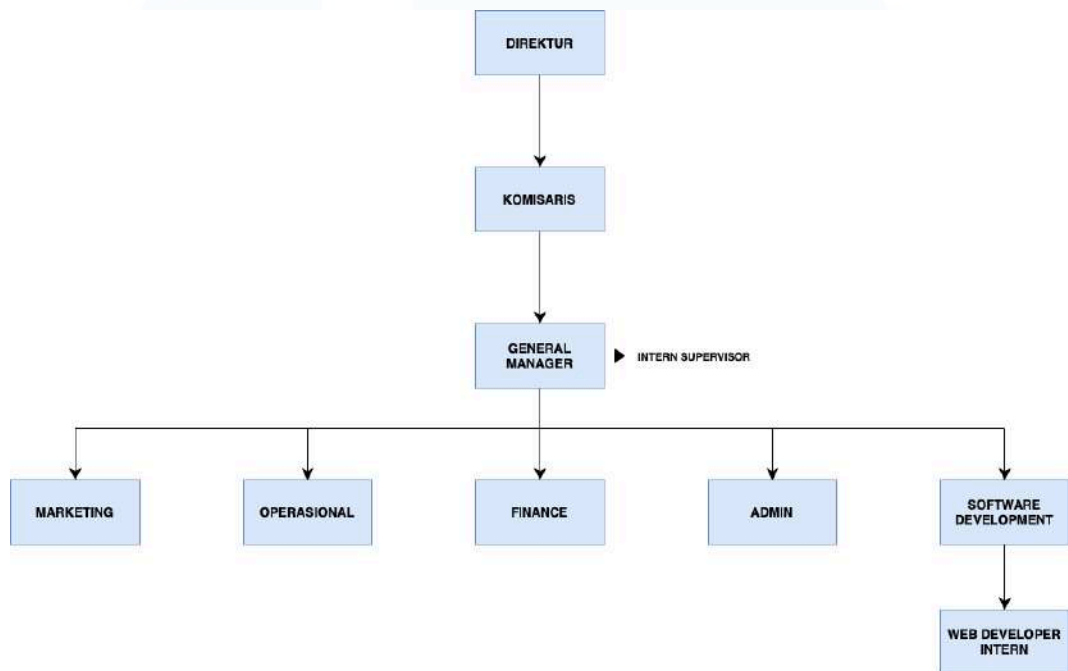 DIREKTUR
KOMISARIS
GENERAL
MANAGER
INTERN SUPERVISOR
MARKETING
OPERASIONAL
FINANCE
ADMIN
SOFTWARE
DEVELOPMENT
WEB DEVELOPER
INTERN